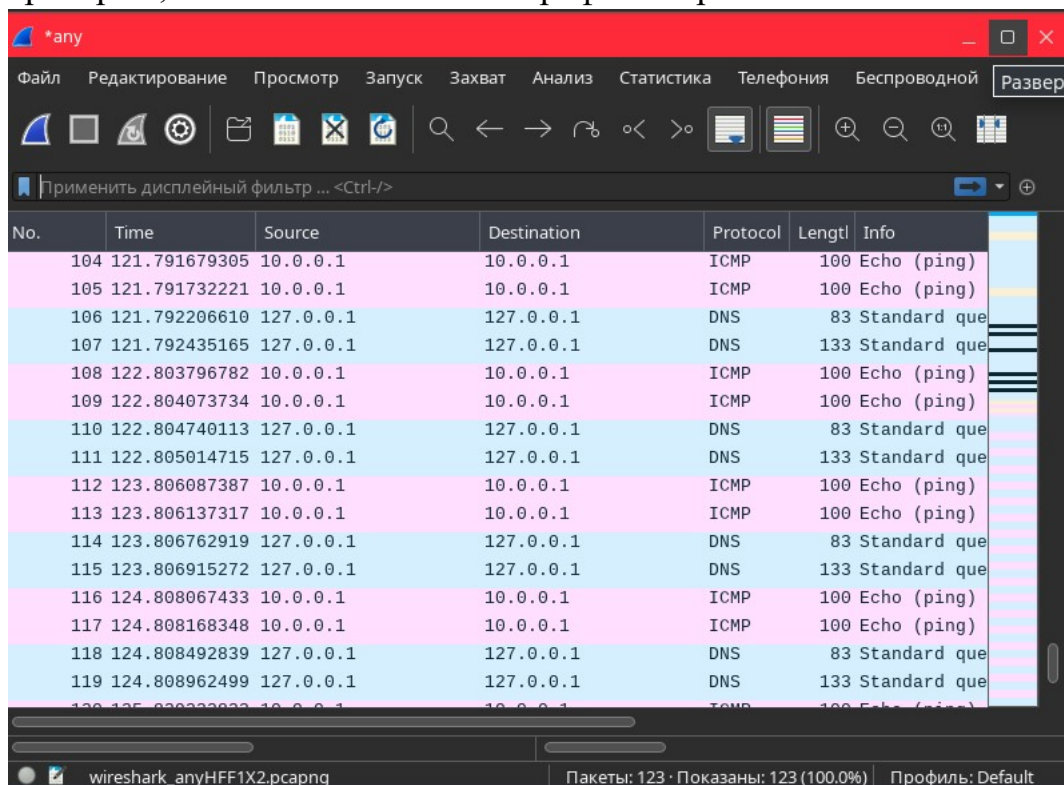 *any
Файл Редактирование Просмотр Запуск Захват Анализ Статистика Телефония Беспроводной Развер
Применить дисплейный фильтр ... <Ctrl-/>
No. Time Source Destination Protocol Lengtl Info
104 121.791679305 10.0.0.1 10.0.0.1 ICMP 100 Echo (ping)
105 121.791732221 10.0.0.1 10.0.0.1 ICMP 100 Echo (ping)
106 121.792206610 127.0.0.1 127.0.0.1 DNS 83 Standard que
107 121.792435165 127.0.0.1 127.0.0.1 DNS 133 Standard que
108 122.803796782 10.0.0.1 10.0.0.1 ICMP 100 Echo (ping)
109 122.804073734 10.0.0.1 10.0.0.1 ICMP 100 Echo (ping)
110 122.804740113 127.0.0.1 127.0.0.1 DNS 83 Standard que
111 122.805014715 127.0.0.1 127.0.0.1 DNS 133 Standard que
112 123.806087387 10.0.0.1 10.0.0.1 ICMP 100 Echo (ping)
113 123.806137317 10.0.0.1 10.0.0.1 ICMP 100 Echo (ping)
114 123.806762919 127.0.0.1 127.0.0.1 DNS 83 Standard que
115 123.806915272 127.0.0.1 127.0.0.1 DNS 133 Standard que
116 124.808067433 10.0.0.1 10.0.0.1 ICMP 100 Echo (ping)
117 124.808168348 10.0.0.1 10.0.0.1 ICMP 100 Echo (ping)
118 124.808492839 127.0.0.1 127.0.0.1 DNS 83 Standard que
119 124.808962499 127.0.0.1 127.0.0.1 DNS 133 Standard que
wireshark_anyHFF1X2.pcapng Пакеты: 123 · Показаны: 123 (100.0%) Профиль: Default